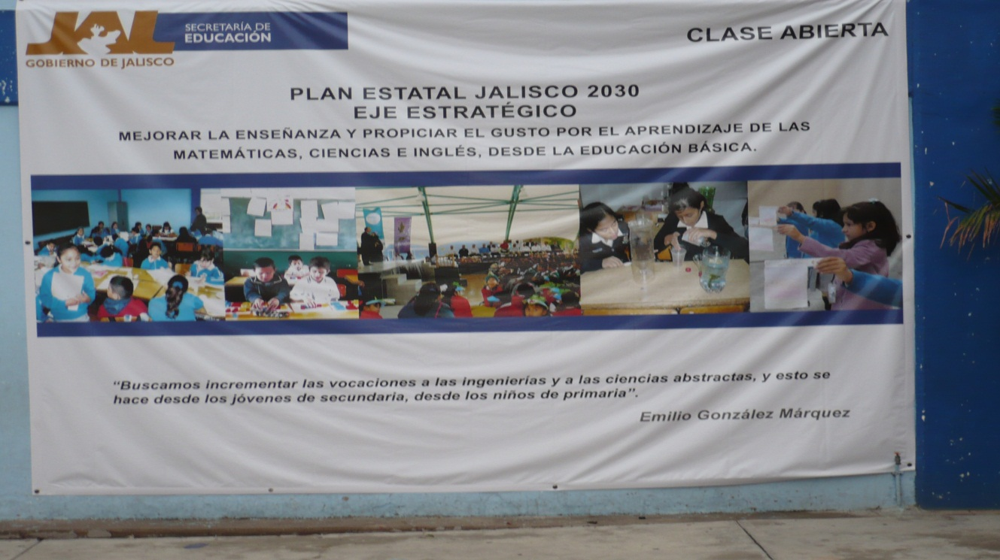 JAL
GOBIERNO DE JALISCO
SECRETARÍA DE
EDUCACIÓN
CLASE ABIERTA
PLAN ESTATAL JALISCO 2030
EJE ESTRATÉGICO
MEJORAR LA ENSEÑANZA Y PROPICIAR EL GUSTO POR EL APRENDIZAJE DE LAS
MATEMÁTICAS, CIENCIAS E INGLÉS, DESDE LA EDUCACIÓN BÁSICA.
“Buscamos incrementar las vocaciones a las ingenierías y a las ciencias abstractas, y esto se
hace desde los jóvenes de secundaria, desde los niños de primaria”.
Emilio González Márquez